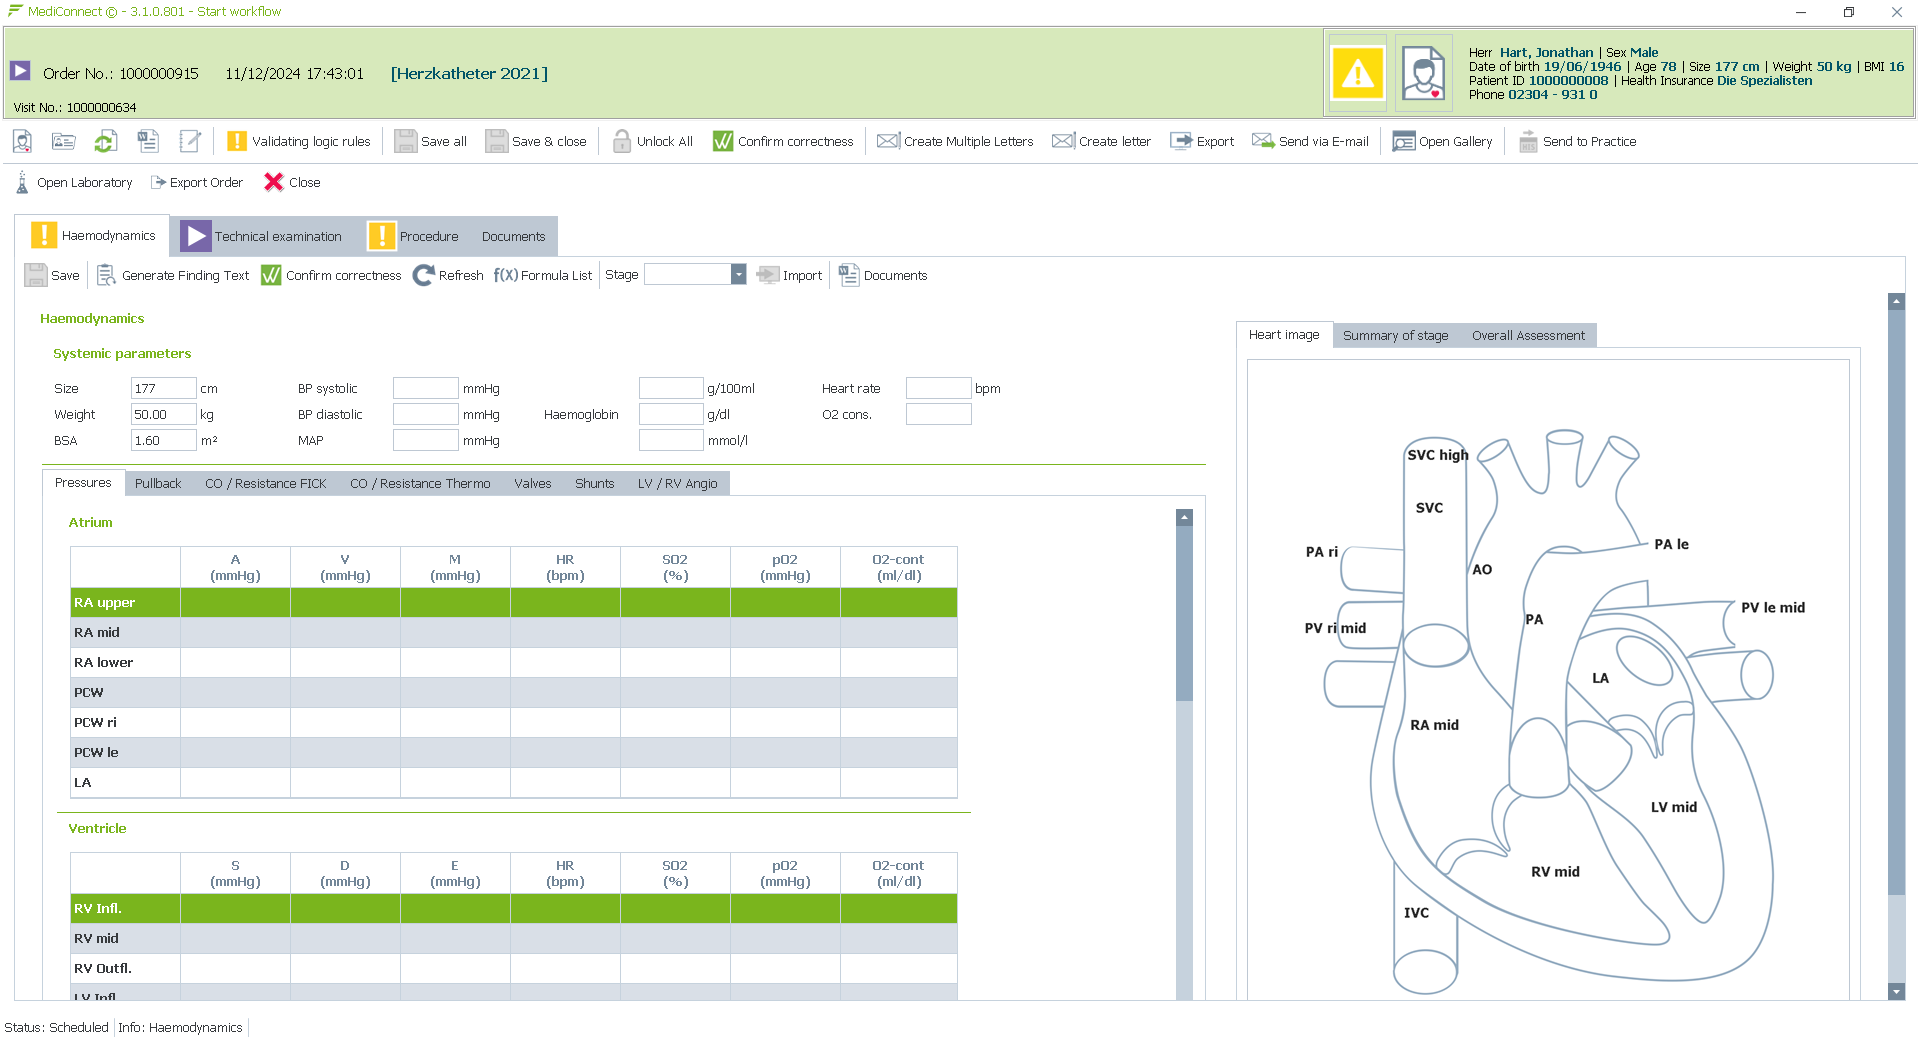 MediConnect © - 3.1.0.801 - Start workflow
Order No.: 1000000915 11/12/2024 17:43:01 [Herzkatheter 2021]
Visit No.: 1000000634
Herr Hart, Jonathan | Sex Male
Date of birth 19/06/1946 | Age 78 | Size 177 cm | Weight 50 kg | BMI 16
Patient ID 1000000008 | Health Insurance Die Spezialisten
Phone 02304 - 931 0
Validating logic rules Save all Save & close Unlock All Confirm correctness Create Multiple Letters Create letter Export Send via E-mail Open Gallery Send to Practice
Open Laboratory Export Order Close
Haemodynamics Technical examination Procedure Documents
Save Generate Finding Text Confirm correctness Refresh f(x) Formula List Stage Import Documents
Haemodynamics
Systemic parameters
Size 177 cm BP systolic mmHg g/100ml Heart rate bpm
Weight 50.00 kg BP diastolic mmHg Haemoglobin g/dl O2 cons.
BSA 1.60 m² MAP mmHg mmol/l
Pressures Pullback CO / Resistance FICK CO / Resistance Thermo Valves Shunts LV / RV Angio
Atrium
A V M HR SO2 pO2 O2-cont
(mmHg) (mmHg) (mmHg) (bpm) (%) (mmHg) (ml/dl)
RA upper
RA mid
RA lower
PCW
PCW ri
PCW le
LA
Ventricle
S D E HR SO2 pO2 O2-cont
(mmHg) (mmHg) (mmHg) (bpm) (%) (mmHg) (ml/dl)
RV Infl.
RV mid
RV Outfl.
LV Infl
Heart image Summary of stage Overall Assessment
SVC high
SVC
PA ri
PA le
AO
PV le mid
PA
PV ri mid
LA
RA mid
LV mid
RV mid
IVC
Status: Scheduled Info: Haemodynamics